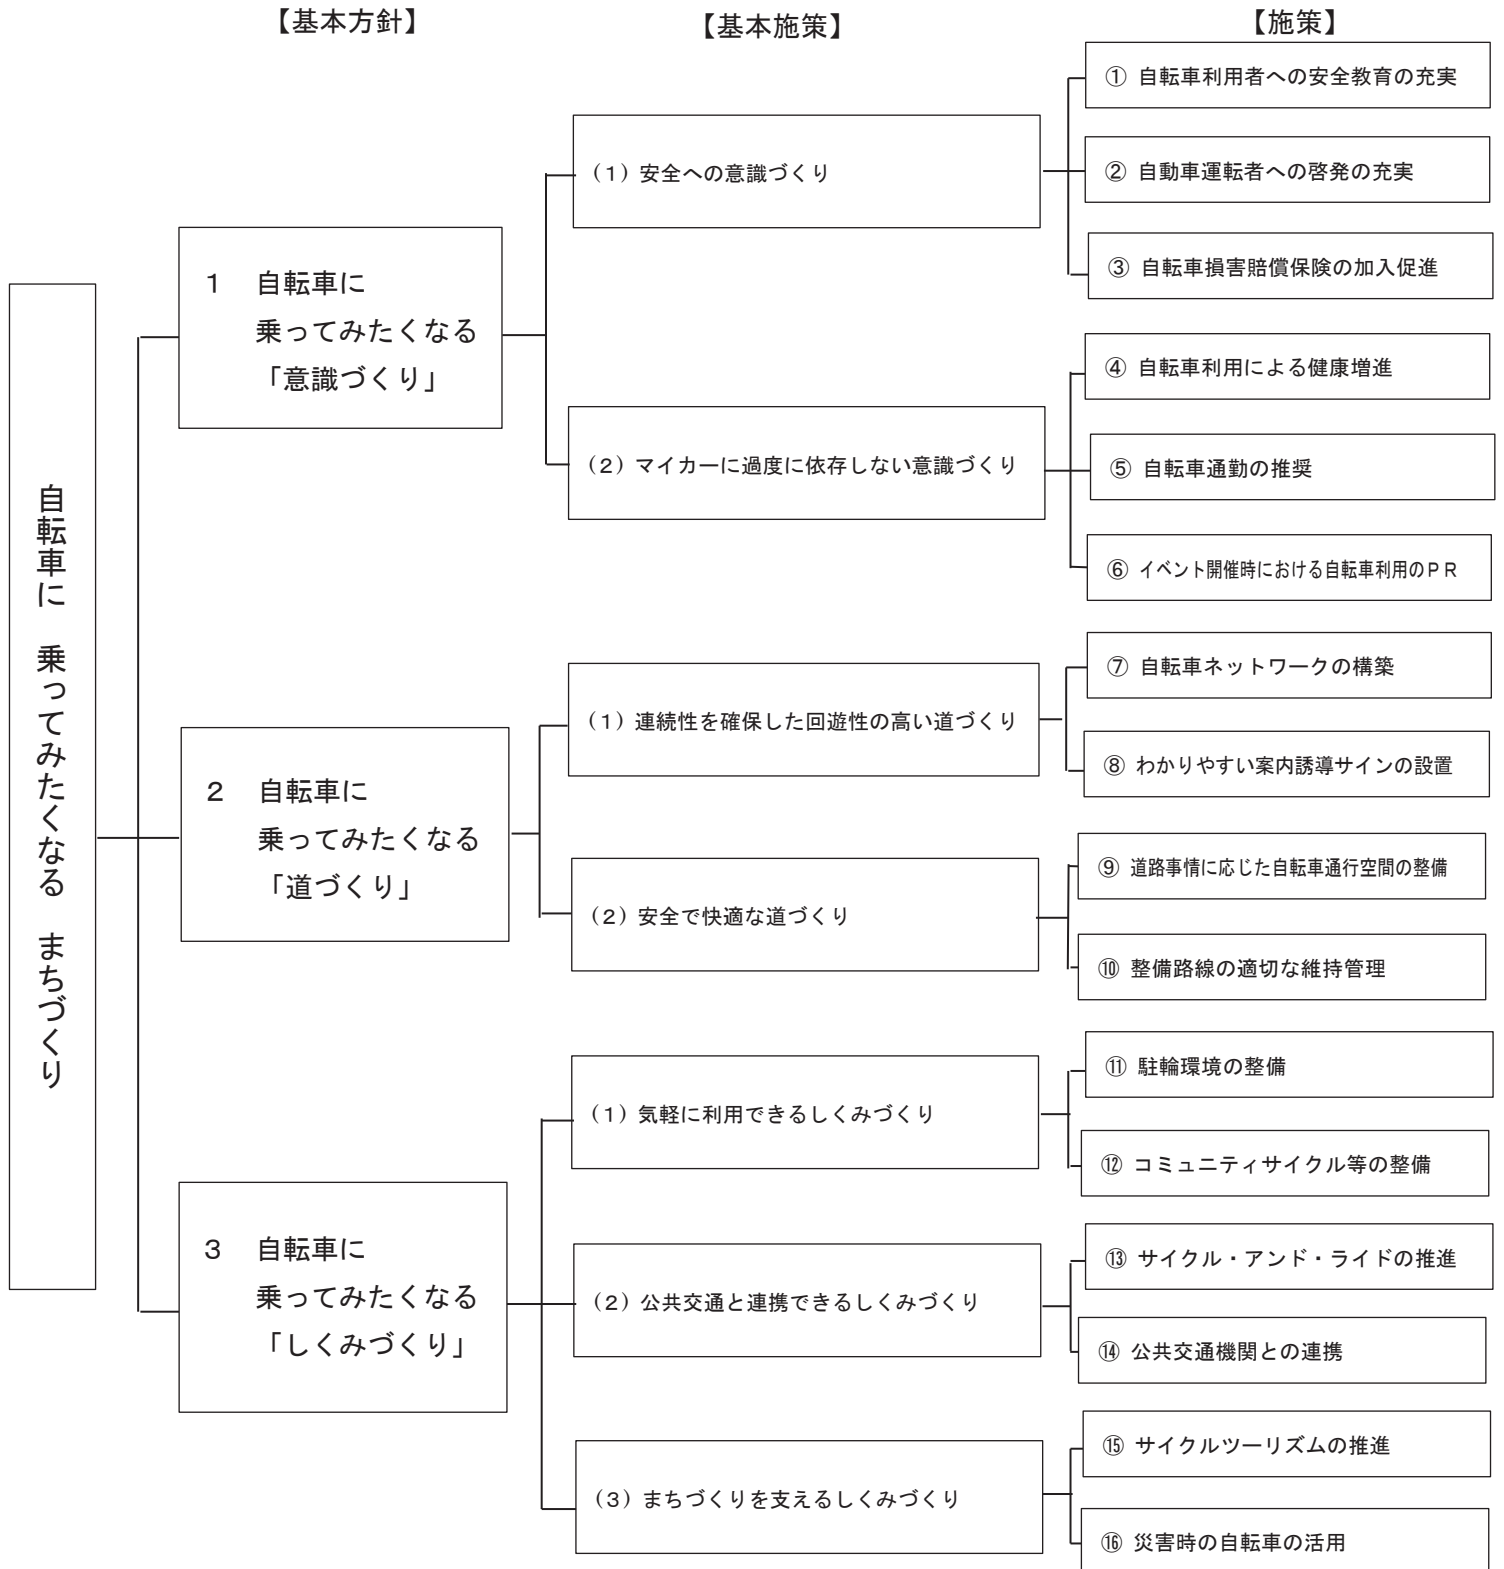 【基本方針】
【基本施策】
【施策】
自転車に　乗ってみたくなる　まちづくり
1　自転車に
乗ってみたくなる
「意識づくり」
（1）安全への意識づくり
① 自転車利用者への安全教育の充実
② 自動車運転者への啓発の充実
③ 自転車損害賠償保険の加入促進
（2）マイカーに過度に依存しない意識づくり
④ 自転車利用による健康増進
⑤ 自転車通勤の推奨
⑥ イベント開催時における自転車利用のＰＲ
2　自転車に
乗ってみたくなる
「道づくり」
（1）連続性を確保した回遊性の高い道づくり
⑦ 自転車ネットワークの構築
⑧ わかりやすい案内誘導サインの設置
（2）安全で快適な道づくり
⑨ 道路事情に応じた自転車通行空間の整備
⑩ 整備路線の適切な維持管理
3　自転車に
乗ってみたくなる
「しくみづくり」
（1）気軽に利用できるしくみづくり
⑪ 駐輪環境の整備
⑫ コミュニティサイクル等の整備
（2）公共交通と連携できるしくみづくり
⑬ サイクル・アンド・ライドの推進
⑭ 公共交通機関との連携
（3）まちづくりを支えるしくみづくり
⑮ サイクルツーリズムの推進
⑯ 災害時の自転車の活用